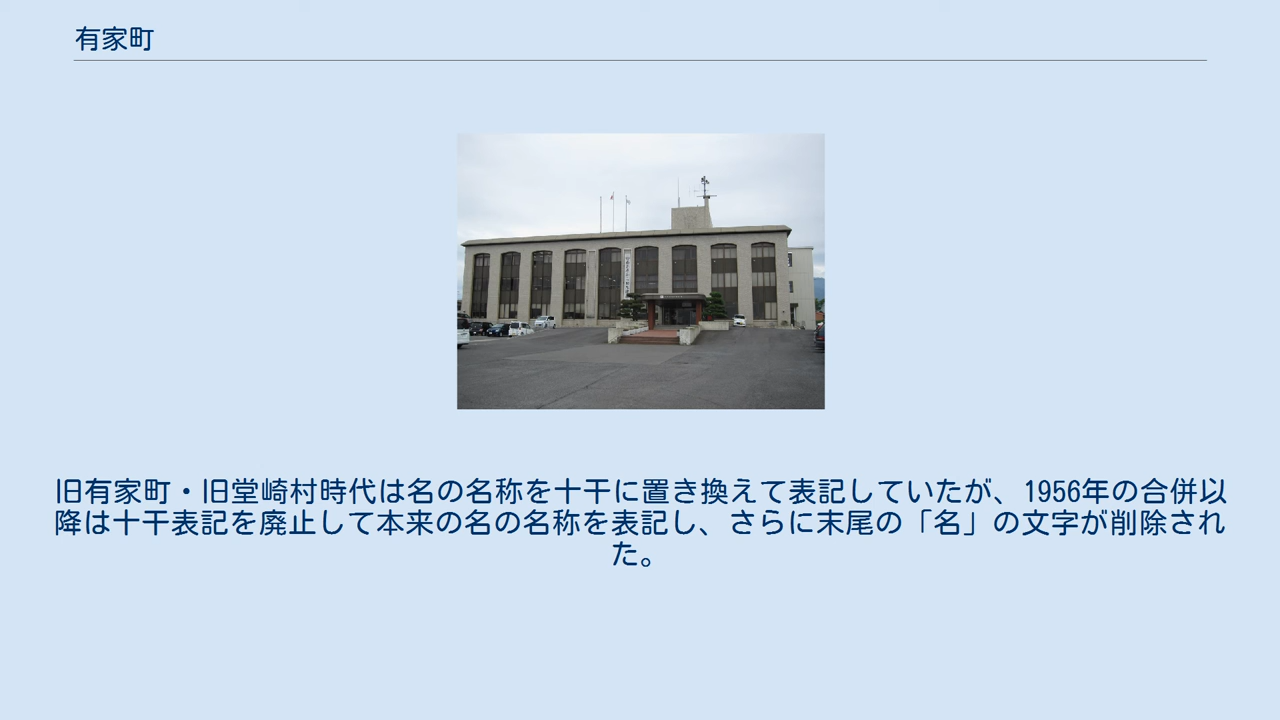 有家町
旧有家町・旧堂崎村時代は名の名称を十干に置き換えて表記していたが、1956年の合併以
降は十干表記を廃止して本来の名の名称を表記し、さらに末尾の「名」の文字が削除され
た。